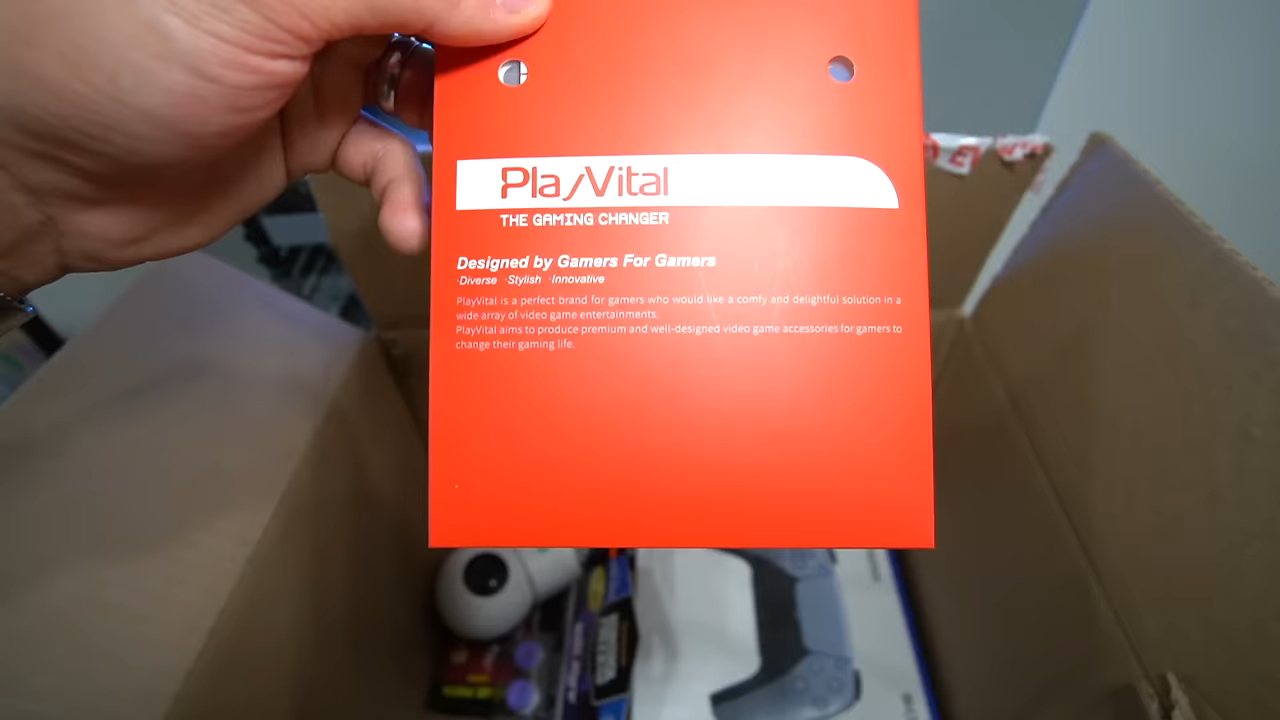 PlayVital
THE GAMING CHANGER
Designed by Gamers For Gamers
·Diverse ·Stylish ·Innovative
PlayVital is a perfect brand for gamers who would like a comfy and delightful solution in a
wide array of video game entertainments.
PlayVital aims to produce premium and well-designed video game accessories for gamers to
change their gaming life.